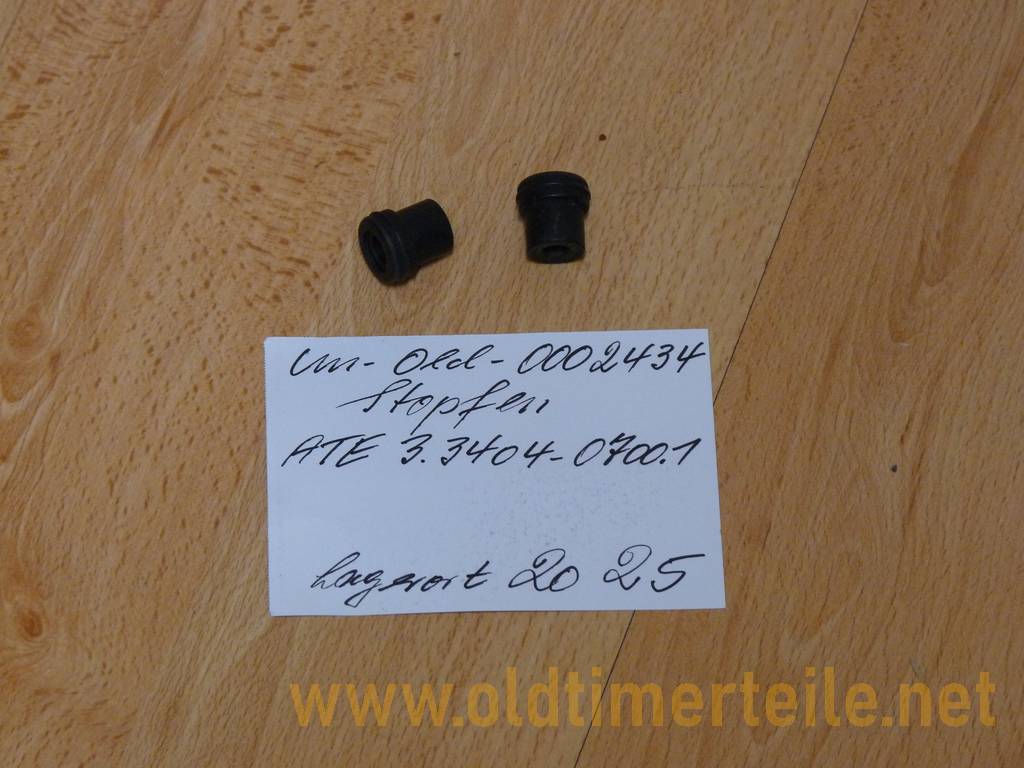 Um-Old-0002434
Stopfen
ATE 3.3404-0700.1
Lagerort 20 25
www.oldtimerteile.net